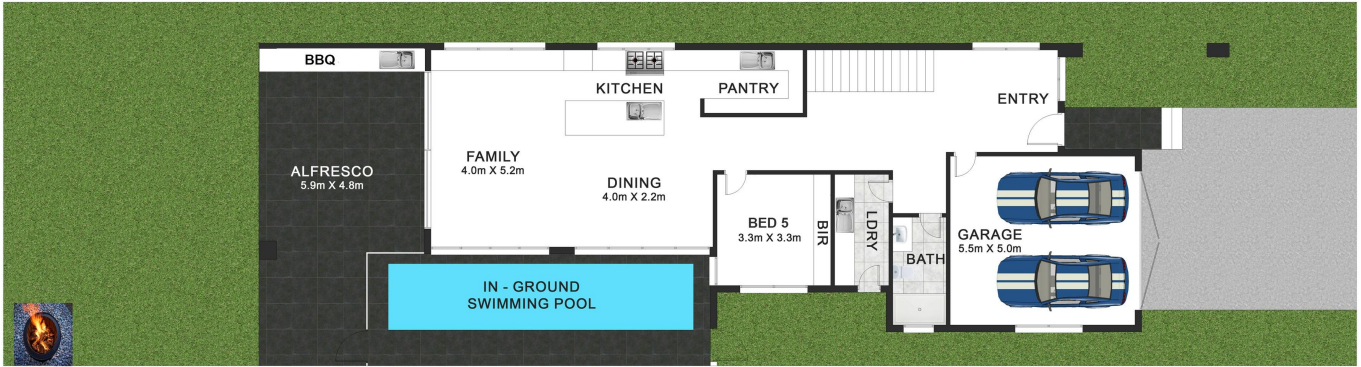 BBQ
KITCHEN
PANTRY
ENTRY
ALFRESCO
5.9m X 4.8m
FAMILY
4.0m X 5.2m
DINING
4.0m X 2.2m
BED 5
3.3m X 3.3m
BIR
LDRY
BATH
GARAGE
5.5m X 5.0m
IN - GROUND
SWIMMING POOL